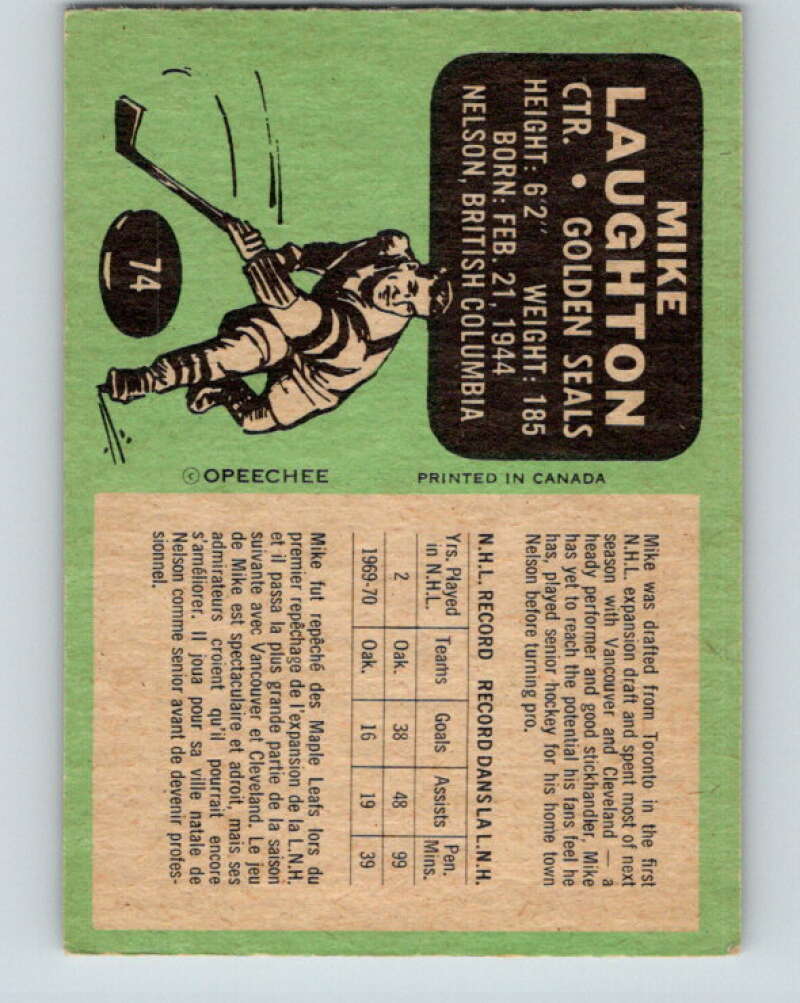 MIKE
LAUGHTON
CTR. • GOLDEN SEALS
HEIGHT: 6'2" WEIGHT: 185
BORN: FEB. 21, 1944
NELSON, BRITISH COLUMBIA
74
© OPEECHEE PRINTED IN CANADA
Mike was drafted from Toronto in the first
N.H.L. expansion draft and spent most of next
season with Vancouver and Cleveland — a
heady performer and good stickhandler, Mike
has yet to reach the potential his fans feel he
has, played senior hockey for his home town
Nelson before turning pro.
N.H.L. RECORD RECORD DANS LA L.N.H.
Yrs. Played in N.H.L. Teams Goals Assists Pen. Mins.
2 Oak. 38 48 99
1969-70 Oak. 16 19 39
Mike fut repêché des Maple Leafs lors du
premier repêchage de l'expansion de la L.N.H.
et il passa la plus grande partie de la saison
suivante avec Vancouver et Cleveland. Le jeu
de Mike est spectaculaire et adroit, mais ses
admirateurs croient qu'il pourrait encore
s'améliorer. Il joua pour sa ville natale de
Nelson comme senior avant de devenir profes-
sionnel.